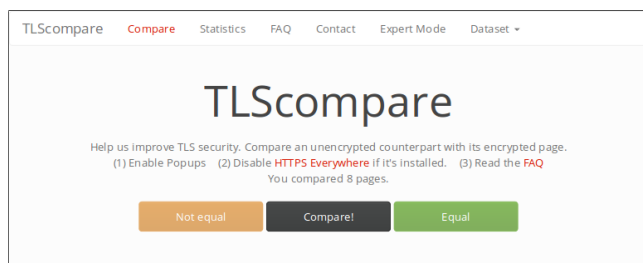 TLScompare Compare Statistics FAQ Contact Expert Mode Dataset
TLScompare
Help us improve TLS security. Compare an unencrypted counterpart with its encrypted page.
(1) Enable Popups (2) Disable HTTPS Everywhere if it's installed. (3) Read the FAQ
You compared 8 pages.
Not equal Compare! Equal